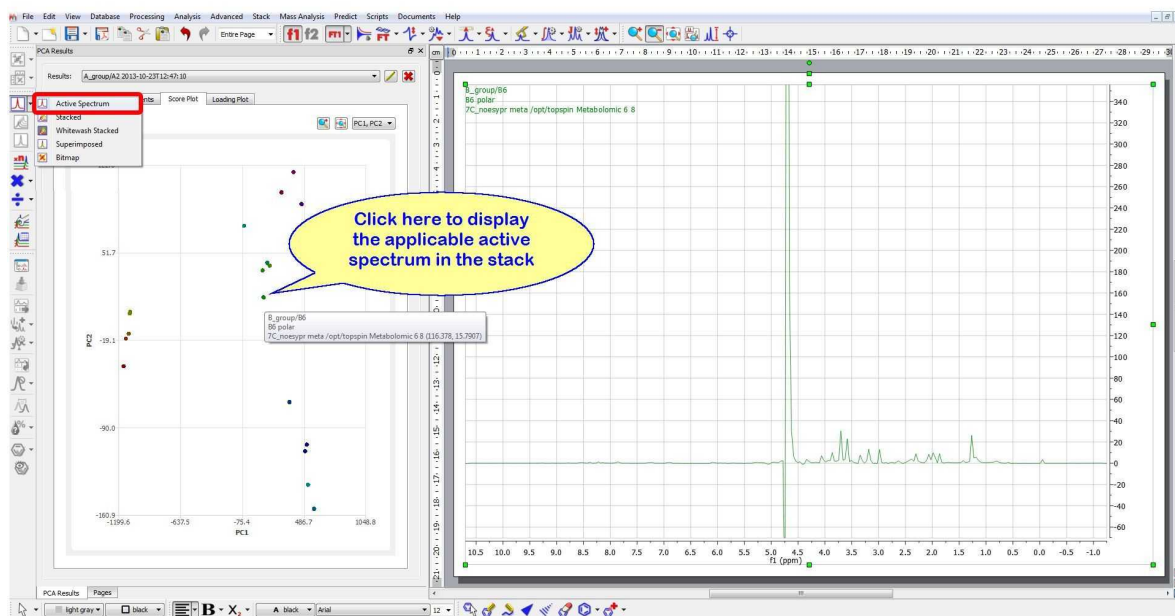 File Edit View Database Processing Analysis Advanced Stack Mass Analysis Predict Scripts Documents Help
Entire Page f1 f2
PCA Results
Results: A_group/A2 2013-10-23T12:47:10
Score Plot Loading Plot
Active Spectrum
Stacked
Whitewash Stacked
Superimposed
Bitmap
PC1, PC2
Click here to display
the applicable active
spectrum in the stack
B_group/B6
B6 polar
7C_noesypr meta /opt/topspin Metabolomic 6 8 (116.378, 15.7907)
51.7
-19.1
-90.0
-160.9
PC2
-1199.6 -637.5 -75.4 486.7 1048.8
PC1
cm
B_group/B6
B6 polar
7C_noesypr meta /opt/topspin Metabolomic 6 8
340
320
300
280
260
240
220
200
180
160
140
120
100
80
60
40
20
0
-20
-40
-60
10.5 10.0 9.5 9.0 8.5 8.0 7.5 7.0 6.5 6.0 5.5 5.0 4.5 4.0 3.5 3.0 2.5 2.0 1.5 1.0 0.5 0.0 -0.5 -1.0
f1 (ppm)
PCA Results Pages
light gray black B X₂ A black Arial 12